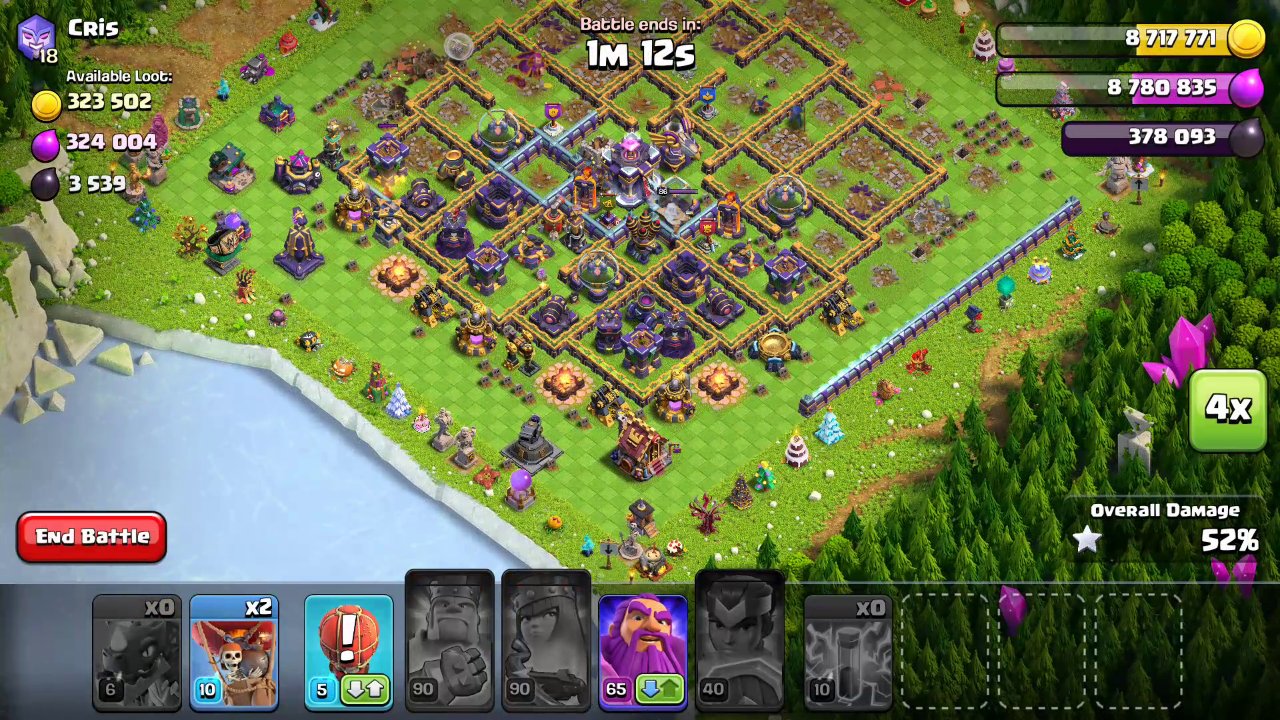 Cris
18
Available Loot:
323 502
324 004
3 539
Battle ends in:
1m 12s
8 717 771
8 780 835
378 093
86
4x
Overall Damage
52%
End Battle
x0
6
x2
10
!
5
90
90
65
40
x0
10